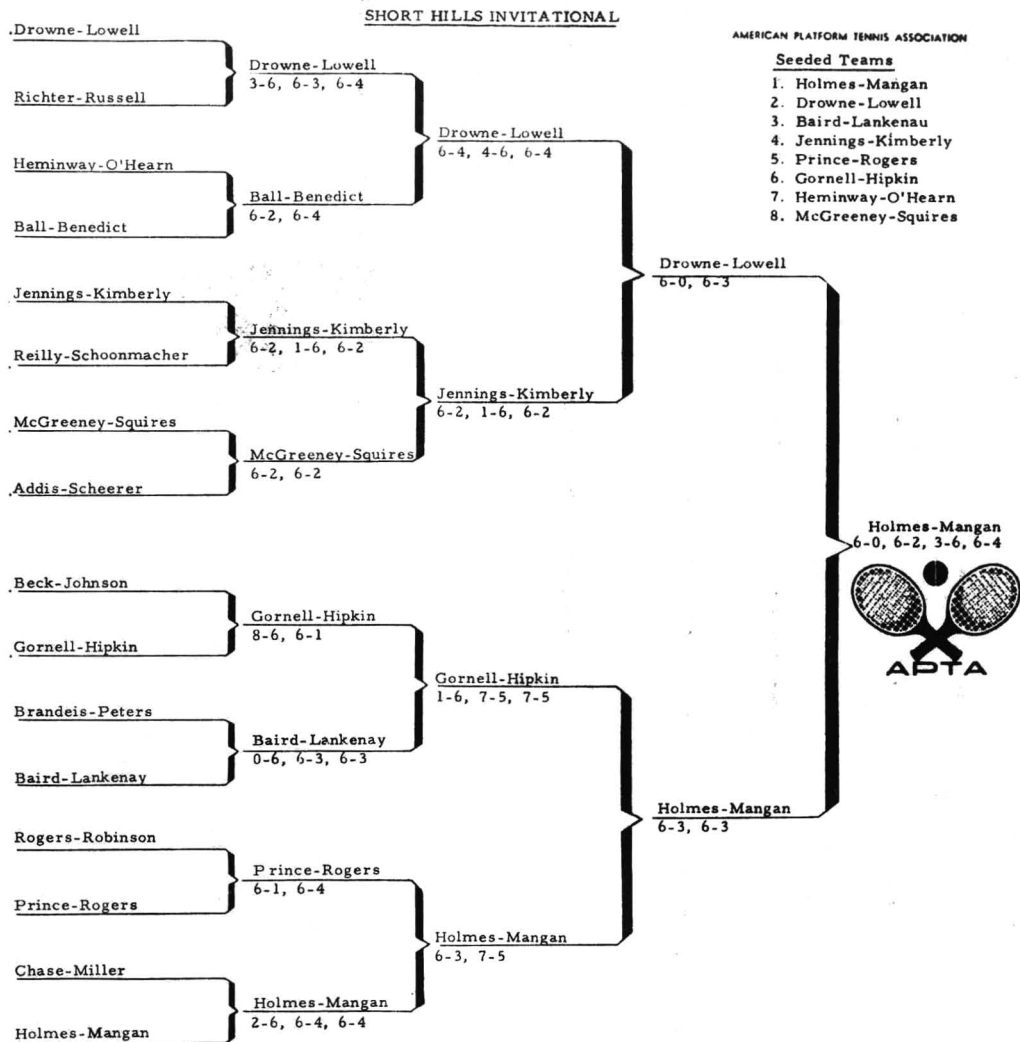 SHORT HILLS INVITATIONAL
AMERICAN PLATFORM TENNIS ASSOCIATION
Seeded Teams
1. Holmes-Mangan
2. Drowne-Lowell
3. Baird-Lankenau
4. Jennings-Kimberly
5. Prince-Rogers
6. Gornell-Hipkin
7. Heminway-O'Hearn
8. McGreeney-Squires
Drowne-Lowell
Richter-Russell
Heminway-O'Hearn
Ball-Benedict
Jennings-Kimberly
Reilly-Schoonmacher
McGreeney-Squires
Addis-Scheerer
Beck-Johnson
Gornell-Hipkin
Brandeis-Peters
Baird-Lankenay
Rogers-Robinson
Prince-Rogers
Chase-Miller
Holmes-Mangan
Drowne-Lowell
3-6, 6-3, 6-4
Ball-Benedict
6-2, 6-4
Jennings-Kimberly
6-2, 1-6, 6-2
McGreeney-Squires
6-2, 6-2
Gornell-Hipkin
8-6, 6-1
Baird-Lankenay
0-6, 6-3, 6-3
Prince-Rogers
6-1, 6-4
Holmes-Mangan
2-6, 6-4, 6-4
Drowne-Lowell
6-4, 4-6, 6-4
Jennings-Kimberly
6-2, 1-6, 6-2
Gornell-Hipkin
1-6, 7-5, 7-5
Holmes-Mangan
6-3, 7-5
Drowne-Lowell
6-0, 6-3
Holmes-Mangan
6-3, 6-3
Holmes-Mangan
6-0, 6-2, 3-6, 6-4
APTA